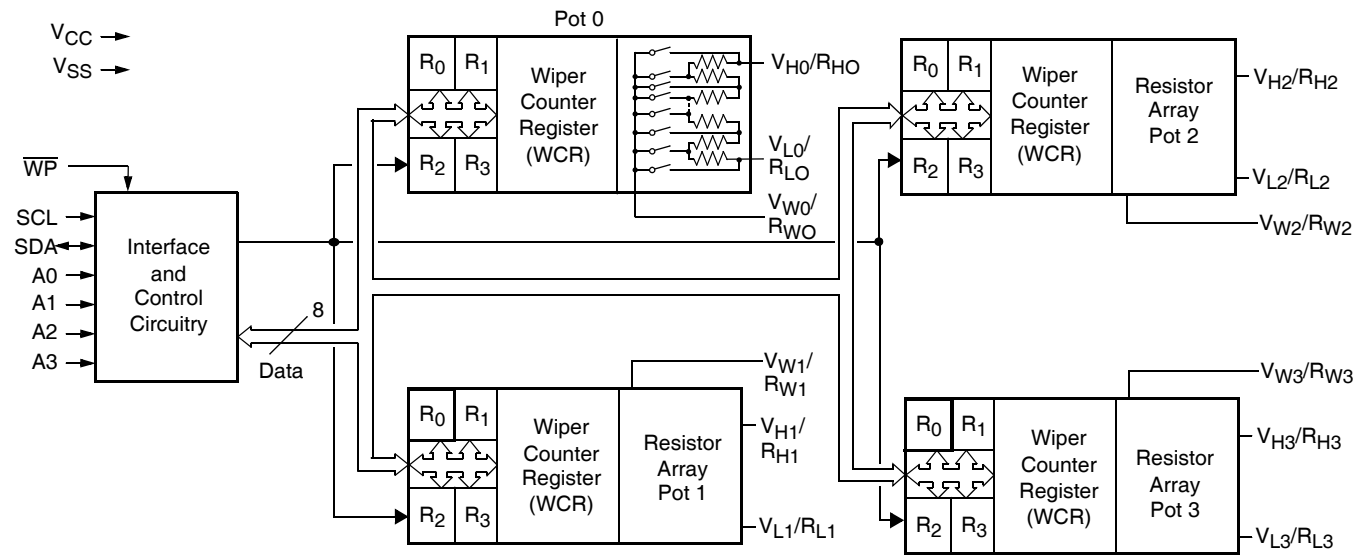 Pot 0
VCC
VSS
WP
SCL
SDA
A0
A1
A2
A3
Interface
and
Control
Circuitry
8
Data
R0
R1
R2
R3
Wiper
Counter
Register
(WCR)
VH0/RHO
VL0/
RLO
VW0/
RWO
R0
R1
R2
R3
Wiper
Counter
Register
(WCR)
Resistor
Array
Pot 2
VH2/RH2
VL2/RL2
VW2/RW2
R0
R1
R2
R3
Wiper
Counter
Register
(WCR)
Resistor
Array
Pot 1
VW1/
RW1
VH1/
RH1
VL1/RL1
R0
R1
R2
R3
Wiper
Counter
Register
(WCR)
Resistor
Array
Pot 3
VW3/RW3
VH3/RH3
VL3/RL3